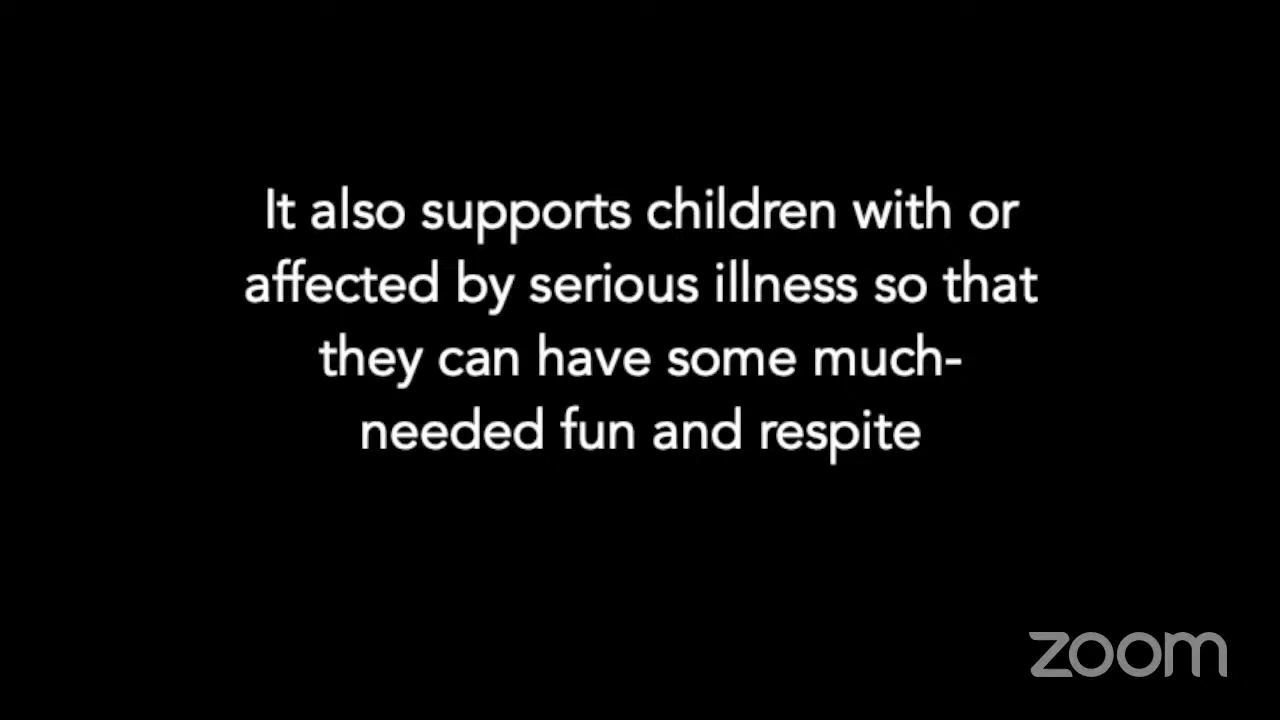 It also supports children with or
affected by serious illness so that
they can have some much-
needed fun and respite
zoom